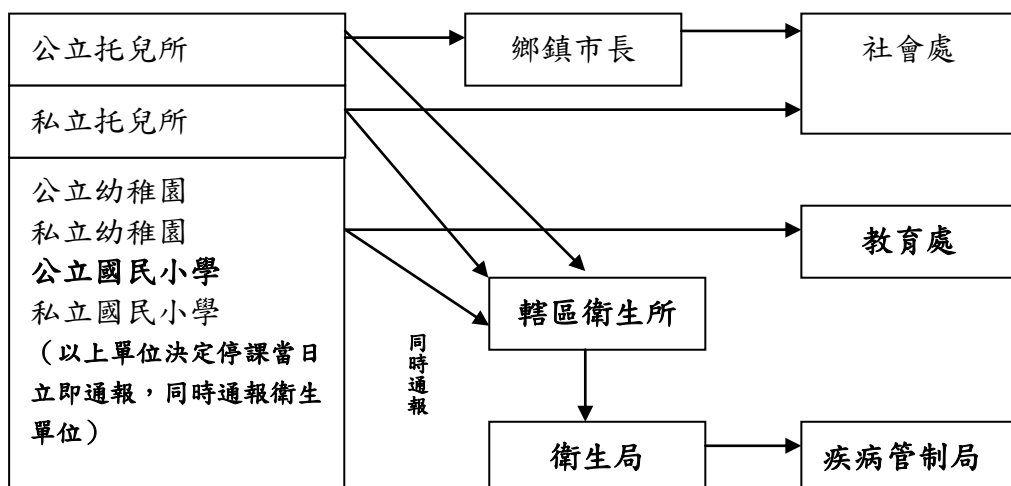 公立托兒所
鄉鎮市長
社會處
私立托兒所
公立幼稚園
私立幼稚園
公立國民小學
私立國民小學
（以上單位決定停課當日
立即通報，同時通報衛生
單位）
教育處
轄區衛生所
同時通報
衛生局
疾病管制局